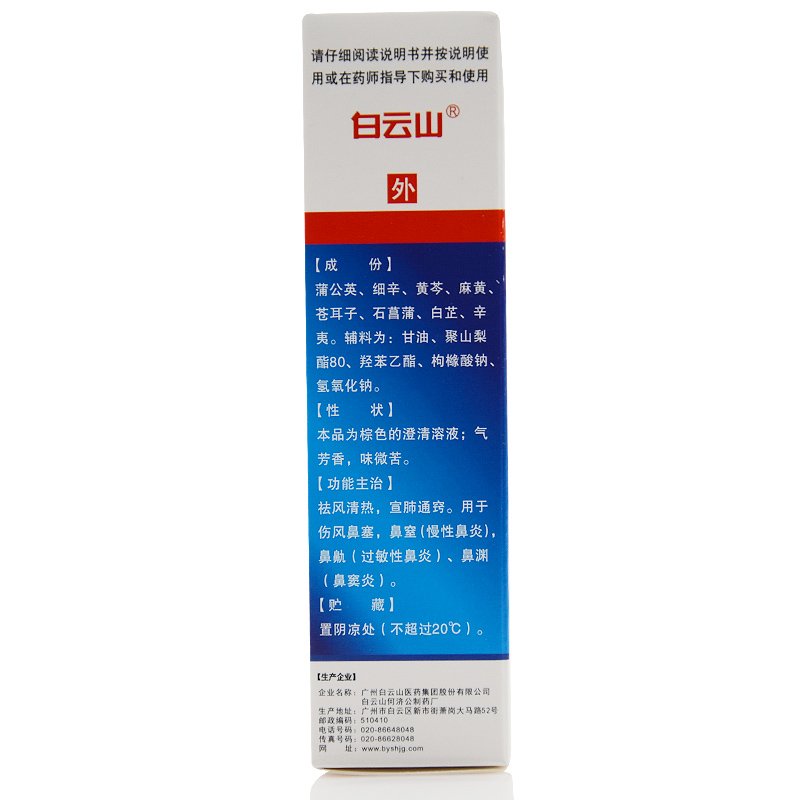 请仔细阅读说明书并按说明使
用或在药师指导下购买和使用
白云山®
外
【成 份】
蒲公英、细辛、黄芩、麻黄、
苍耳子、石菖蒲、白芷、辛
夷。辅料为：甘油、聚山梨
酯80、羟苯乙酯、枸橼酸钠、
氢氧化钠。
【性 状】
本品为棕色的澄清溶液；气
芳香，味微苦。
【功能主治】
祛风清热，宣肺通窍。用于
伤风鼻塞，鼻窒(慢性鼻炎)，
鼻鼽（过敏性鼻炎）、鼻渊
（鼻窦炎）。
【贮 藏】
置阴凉处（不超过20℃）。
【生产企业】
企业名称：广州白云山医药集团股份有限公司
白云山何济公制药厂
生产地址：广州市白云区新市街萧岗大马路52号
邮政编码：510410
电话号码：020-86648048
传真号码：020-86628048
网 址：www.byshjg.com